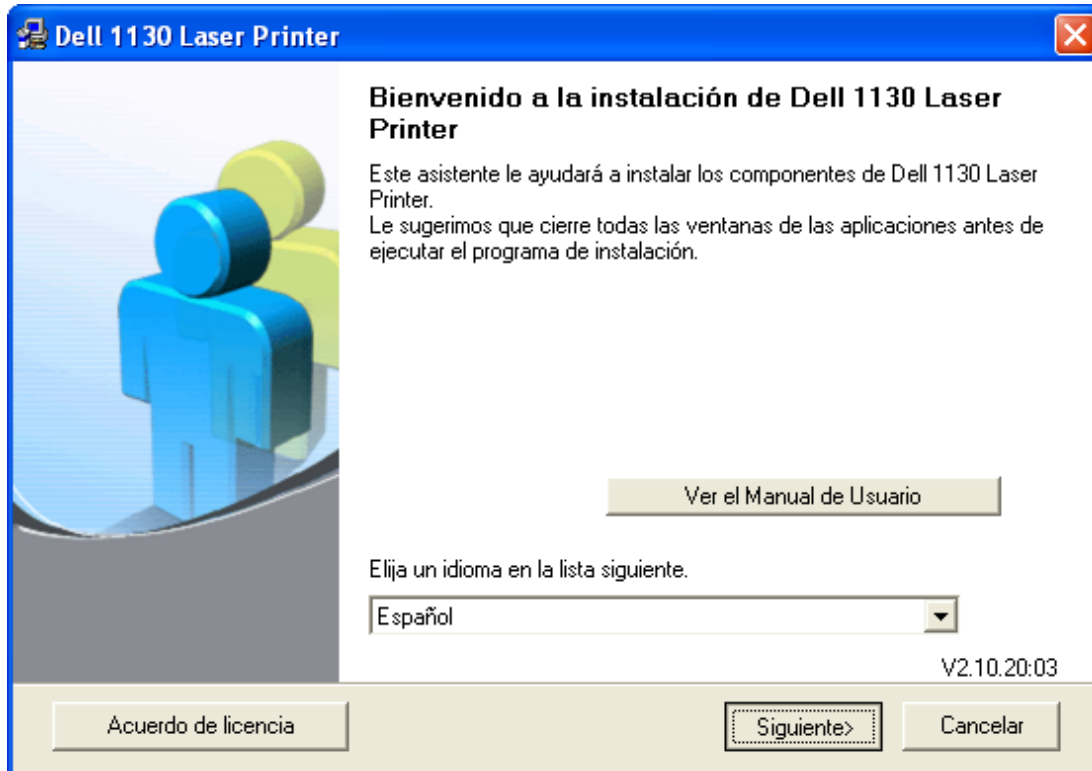 Dell 1130 Laser Printer
Bienvenido a la instalación de Dell 1130 Laser
Printer
Este asistente le ayudará a instalar los componentes de Dell 1130 Laser
Printer.
Le sugerimos que cierre todas las ventanas de las aplicaciones antes de
ejecutar el programa de instalación.
Ver el Manual de Usuario
Elija un idioma en la lista siguiente.
Español
V2.10.20:03
Acuerdo de licencia
Siguiente>
Cancelar